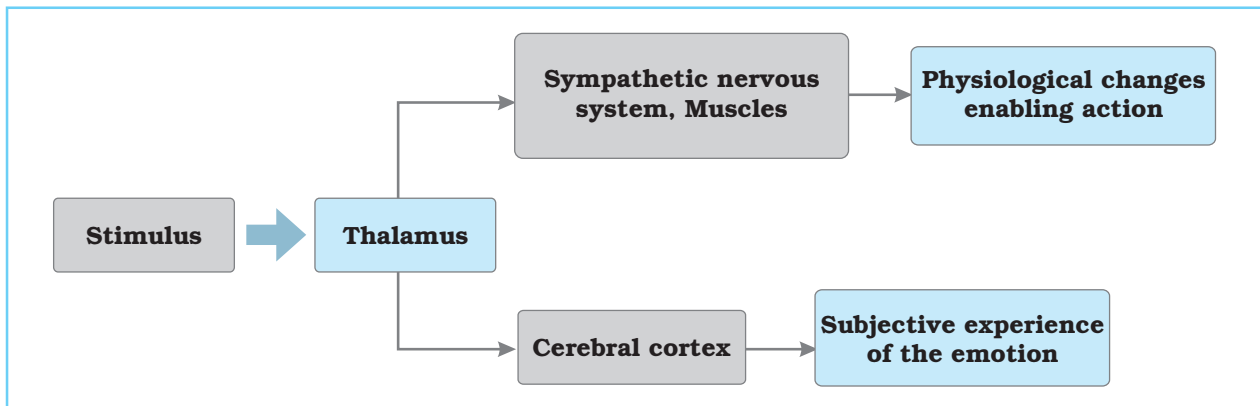 Sympathetic nervous
system, Muscles
Physiological changes
enabling action
Stimulus
Thalamus
Cerebral cortex
Subjective experience
of the emotion